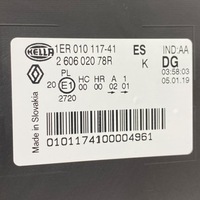 HELLA 1ER 010 117-41 ES IND:AA
2 606 020 78R K DG
03:58:03
05.01.19
PL HC HR A 1
20 E1 00 00 02 01
2720
Made in Slovakia
0101174100004961